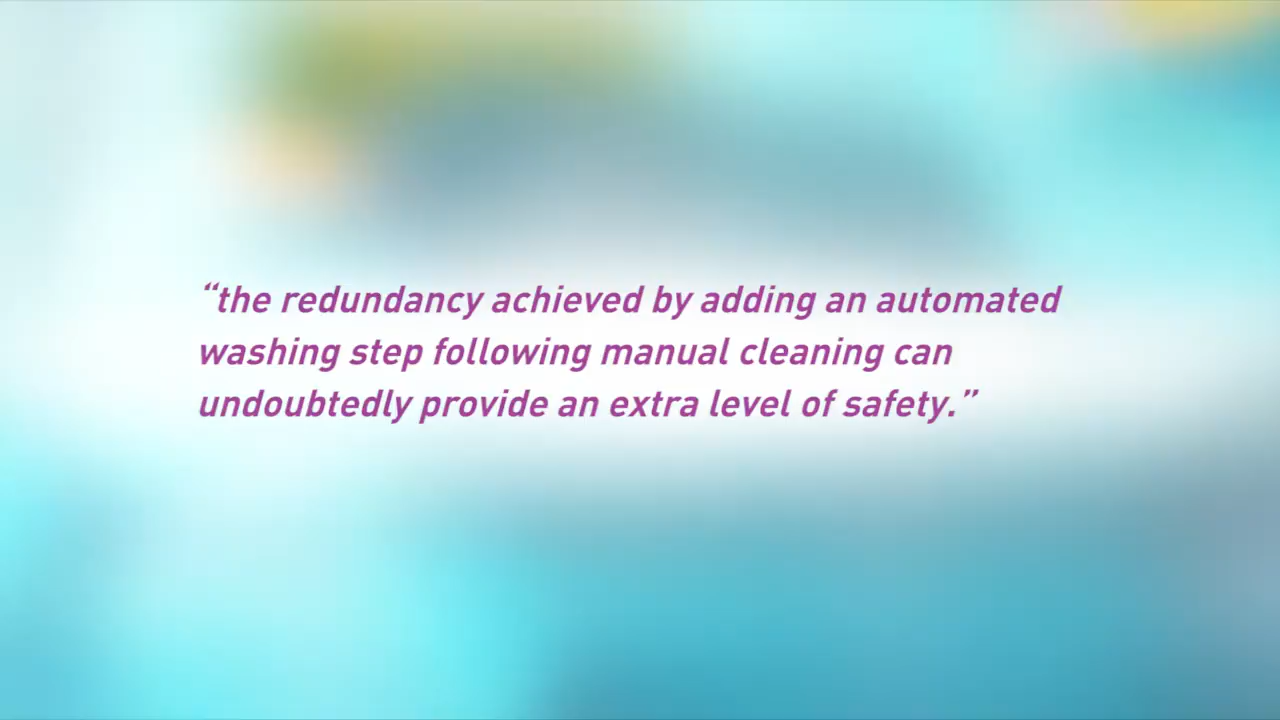 “the redundancy achieved by adding an automated
washing step following manual cleaning can
undoubtedly provide an extra level of safety.”